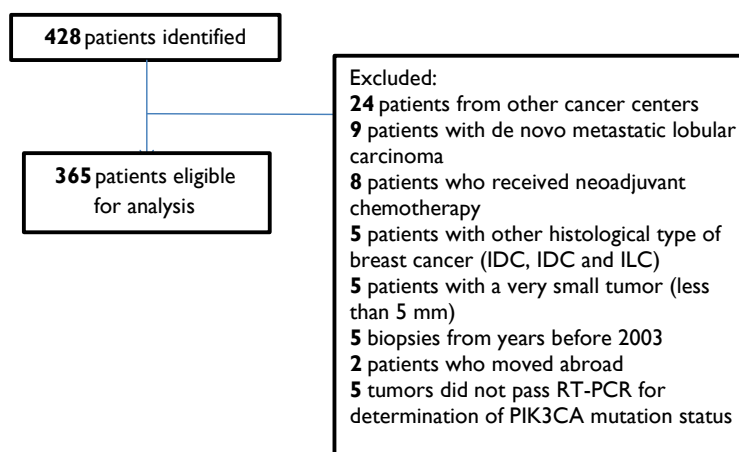 428 patients identified
365 patients eligible
for analysis
Excluded:
24 patients from other cancer centers
9 patients with de novo metastatic lobular
carcinoma
8 patients who received neoadjuvant
chemotherapy
5 patients with other histological type of
breast cancer (IDC, IDC and ILC)
5 patients with a very small tumor (less
than 5 mm)
5 biopsies from years before 2003
2 patients who moved abroad
5 tumors did not pass RT-PCR for
determination of PIK3CA mutation status